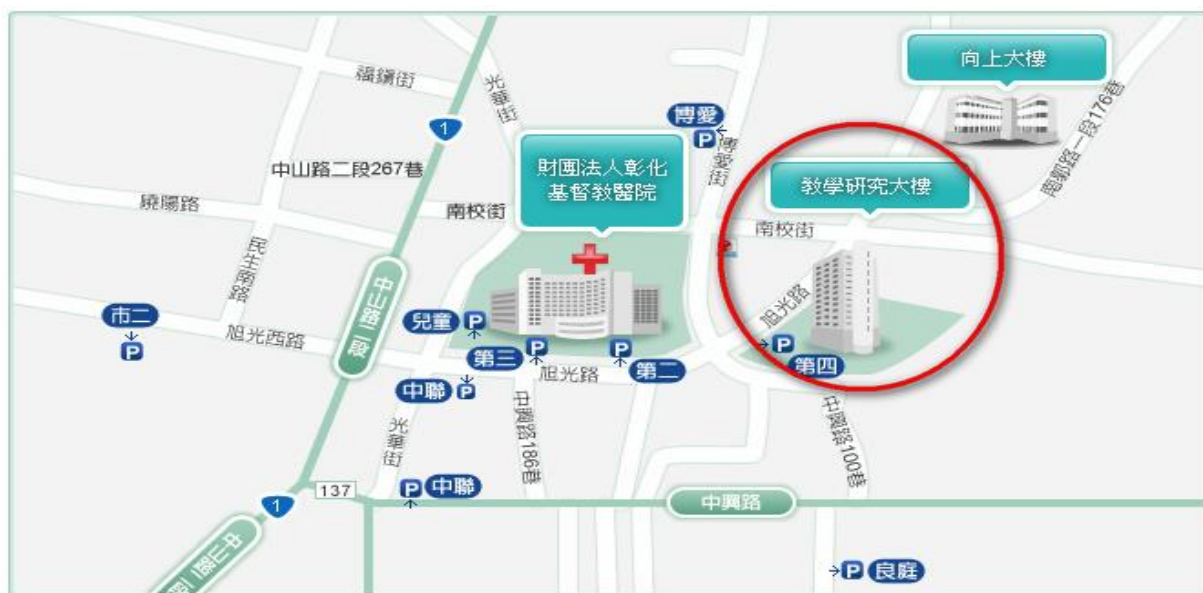 向上大樓
福鎮街
光華街
1
博愛
P
博愛街
南郭路一段176巷
財團法人彰化
基督教醫院
教學研究大樓
中山路二段267巷
曉陽路
南校街
南校街
民生南路
中山路二段
旭光路
市二
P
兒童
P
旭光西路
第三
P
旭光路
P
第二
P
第四
中聯
P
光華街
中興路186巷
中興路100巷
137
P
中聯
1
中興路
中山路二段
P
良庭